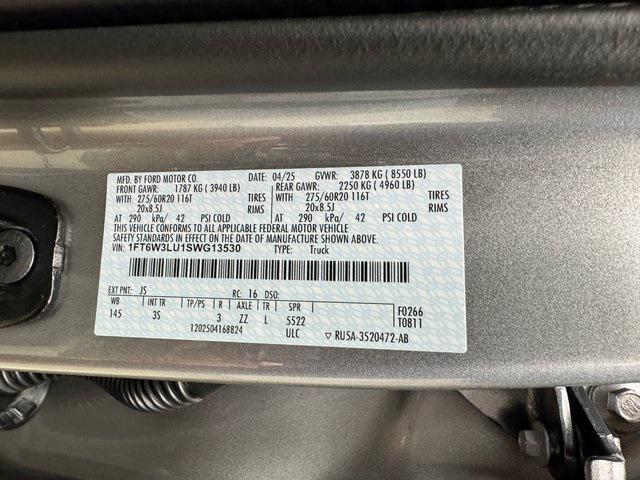 MFD. BY FORD MOTOR CO. DATE: 04/25 GVWR: 3878 KG ( 8550 LB)
FRONT GAWR: 1787 KG ( 3940 LB) REAR GAWR: 2250 KG ( 4960 LB)
WITH 275/60R20 116T TIRES WITH 275/60R20 116T TIRES
20x8.5J RIMS 20x8.5J RIMS
AT 290 kPa/ 42 PSI COLD AT 290 kPa/ 42 PSI COLD
THIS VEHICLE CONFORMS TO ALL APPLICABLE FEDERAL MOTOR VEHICLE
SAFETY STANDARDS IN EFFECT ON THE DATE OF MANUFACTURE SHOWN ABOVE
VIN: 1FT6W3LU1SWG13530 TYPE: Truck
EXT PNT: JS RC: 16 DSO:
WB INT TR TP/PS R AXLE TR SPR
145 3S 3 ZZ L 5522
F0266
T0811
1202504168824 ULC ▽ RU5A-3520472-AB